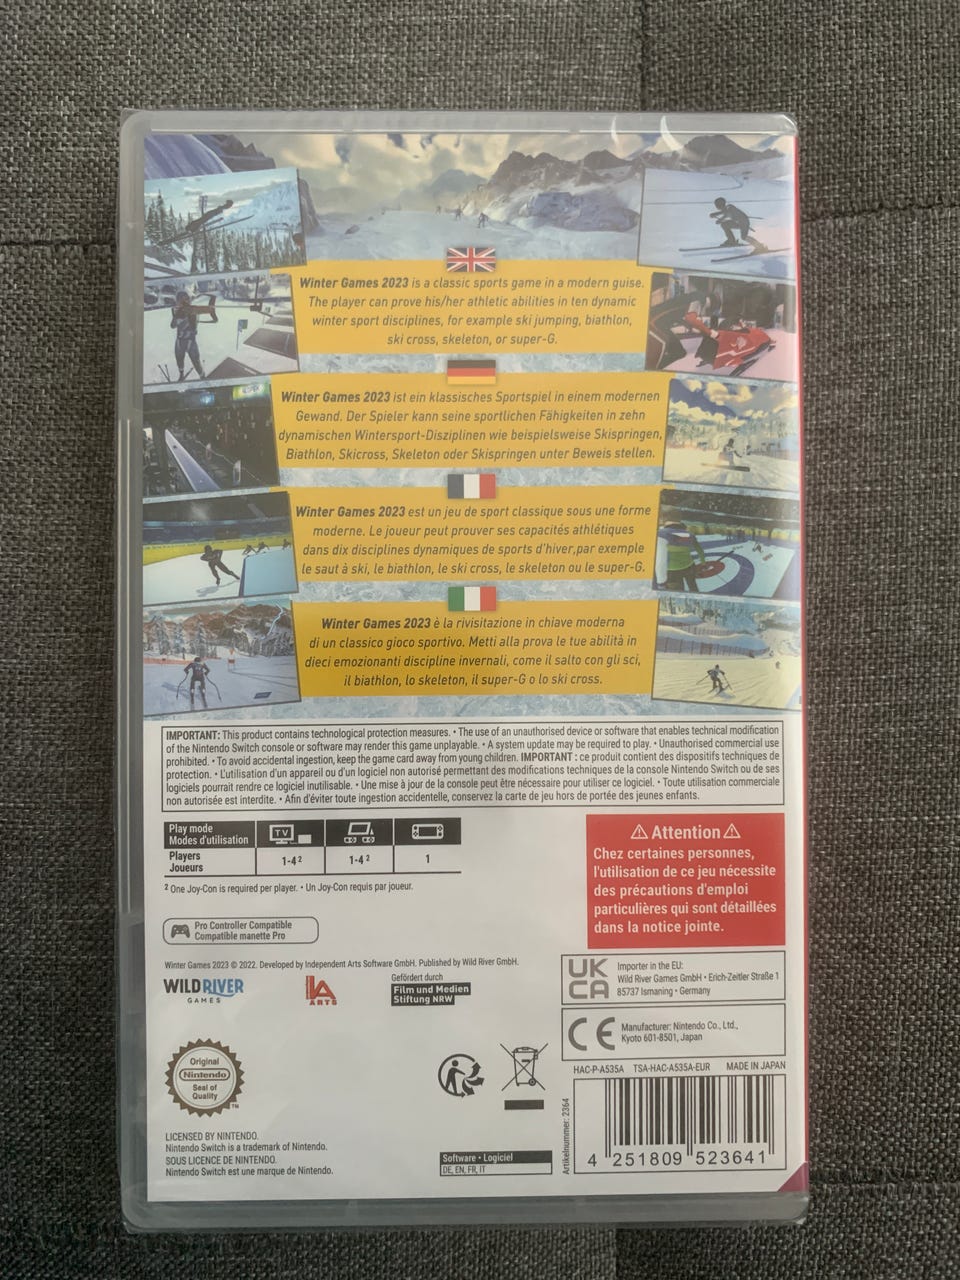 Winter Games 2023 is a classic sports game in a modern guise.
The player can prove his/her athletic abilities in ten dynamic
winter sport disciplines, for example ski jumping, biathlon,
ski cross, skeleton, or super-G.
Winter Games 2023 ist ein klassisches Sportspiel in einem modernen
Gewand. Der Spieler kann seine sportlichen Fähigkeiten in zehn
dynamischen Wintersport-Disziplinen wie beispielsweise Skispringen,
Biathlon, Skicross, Skeleton oder Skispringen unter Beweis stellen.
Winter Games 2023 est un jeu de sport classique sous une forme
moderne. Le joueur peut prouver ses capacités athlétiques
dans dix disciplines dynamiques de sports d'hiver,par exemple
le saut à ski, le biathlon, le ski cross, le skeleton ou le super-G.
Winter Games 2023 è la rivisitazione in chiave moderna
di un classico gioco sportivo. Metti alla prova le tue abilità in
dieci emozionanti discipline invernali, come il salto con gli sci,
il biathlon, lo skeleton, il super-G o lo ski cross.
IMPORTANT: This product contains technological protection measures. • The use of an unauthorised device or software that enables technical modification
of the Nintendo Switch console or software may render this game unplayable. • A system update may be required to play. • Unauthorised commercial use
prohibited. • To avoid accidental ingestion, keep the game card away from young children. IMPORTANT : ce produit contient des dispositifs techniques de
protection. • L'utilisation d'un appareil ou d'un logiciel non autorisé permettant des modifications techniques de la console Nintendo Switch ou de ses
logiciels pourrait rendre ce logiciel inutilisable. • Une mise à jour de la console peut être nécessaire pour utiliser ce logiciel. • Toute utilisation commerciale
non autorisée est interdite. • Afin d'éviter toute ingestion accidentelle, conservez la carte de jeu hors de portée des jeunes enfants.
Play mode
Modes d'utilisation
TV
Players
Joueurs
1-4²
1-4²
1
² One Joy-Con is required per player. • Un Joy-Con requis par joueur.
Attention
Chez certaines personnes,
l'utilisation de ce jeu nécessite
des précautions d'emploi
particulières qui sont détaillées
dans la notice jointe.
Pro Controller Compatible
Compatible manette Pro
Winter Games 2023 © 2022. Developed by Independent Arts Software GmbH. Published by Wild River GmbH.
WILD RIVER
GAMES
IA
ARTS
Gefördert durch
Film und Medien
Stiftung NRW
UK
CA
Importer in the EU:
Wild River Games GmbH • Erich-Zeitler Straße 1
85737 Ismaning • Germany
CE
Manufacturer: Nintendo Co., Ltd.,
Kyoto 601-8501, Japan
HAC-P-A535A TSA-HAC-A535A-EUR MADE IN JAPAN
Original
Nintendo
Seal of
Quality
TM
LICENSED BY NINTENDO.
Nintendo Switch is a trademark of Nintendo.
SOUS LICENCE DE NINTENDO.
Nintendo Switch est une marque de Nintendo.
Software • Logiciel
DE, EN, FR, IT
Artikelnummer: 2364
4 251809 523641